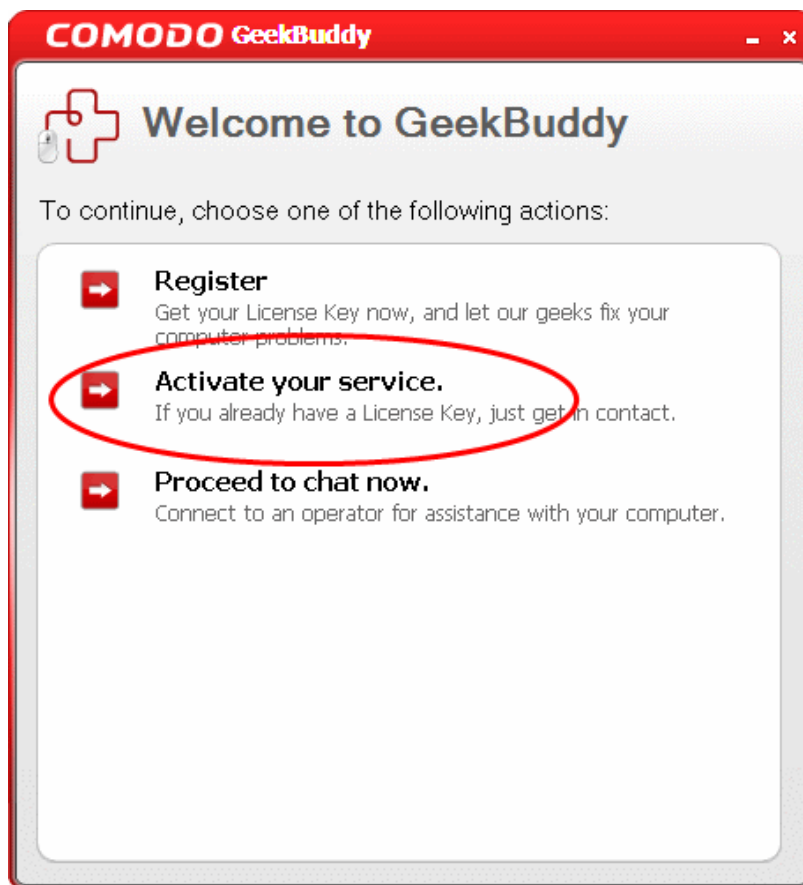 COMODO GeekBuddy
Welcome to GeekBuddy
To continue, choose one of the following actions:
Register
Get your License Key now, and let our geeks fix your
computer problems.
Activate your service.
If you already have a License Key, just get in contact.
Proceed to chat now.
Connect to an operator for assistance with your computer.